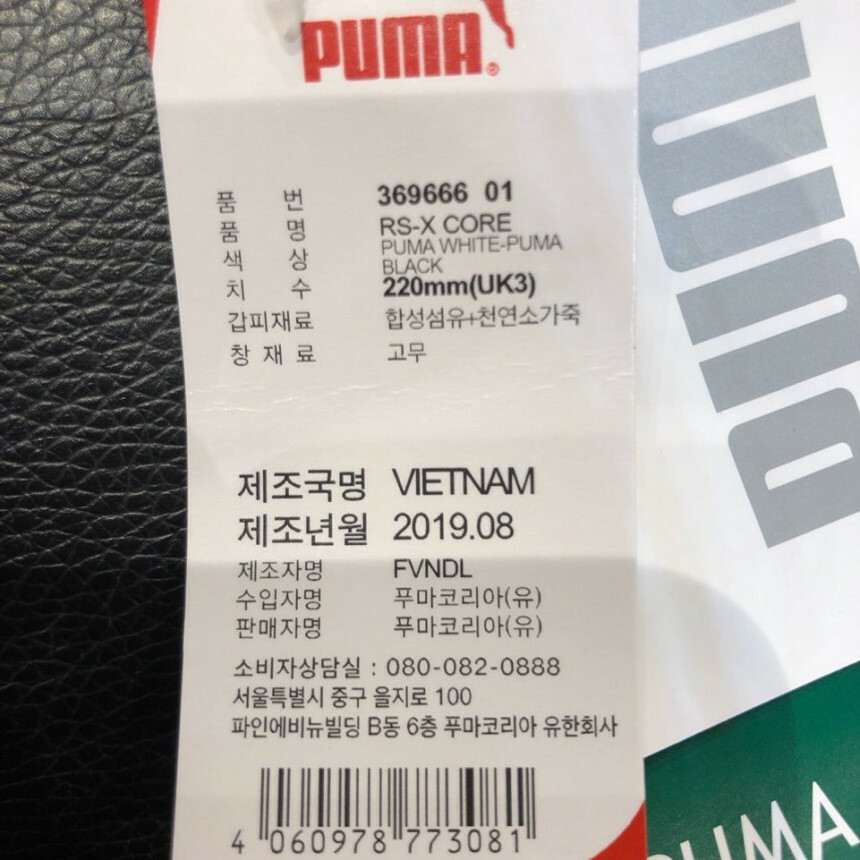 PUMA®
품 번 369666 01
품 명 RS-X CORE
색 상 PUMA WHITE-PUMA
BLACK
치 수 220mm(UK3)
갑피재료 합성섬유+천연소가죽
창 재 료 고무
제조국명 VIETNAM
제조년월 2019.08
제조자명 FVNDL
수입자명 푸마코리아(유)
판매자명 푸마코리아(유)
소비자상담실 : 080-082-0888
서울특별시 중구 을지로 100
파인에비뉴빌딩 B동 6층 푸마코리아 유한회사
4 060978 773081
PUMA